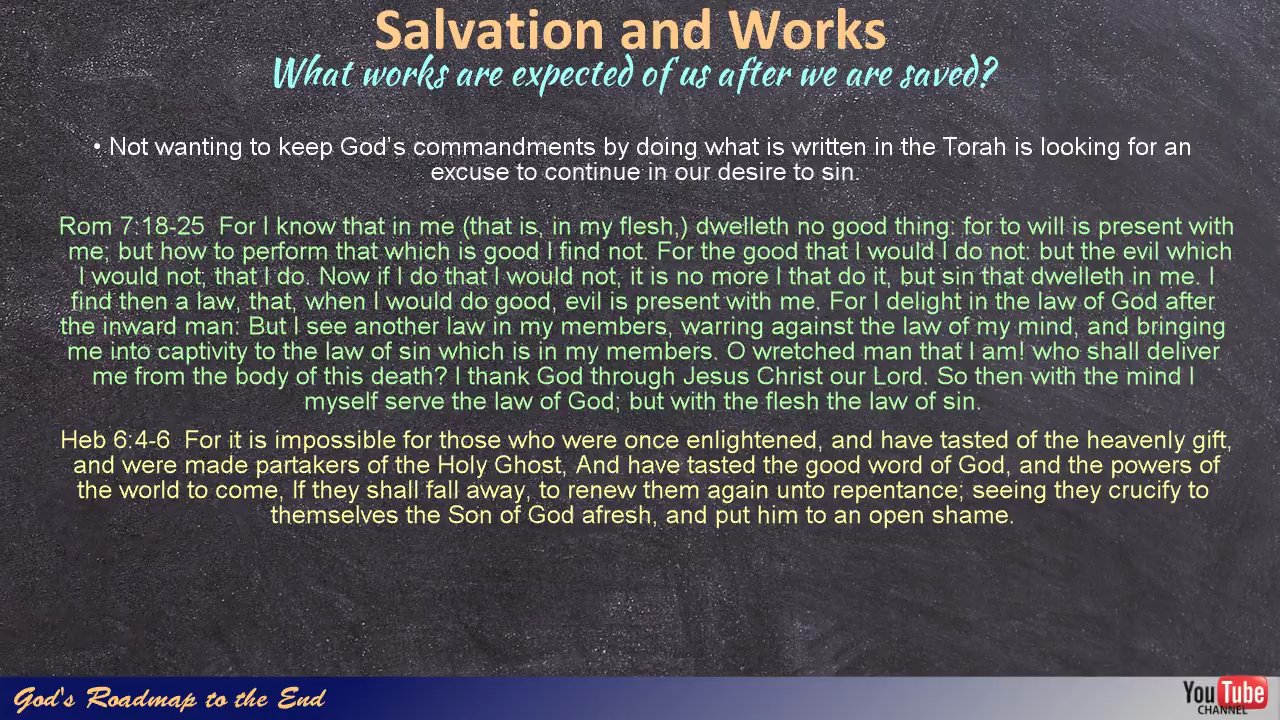 Salvation and Works
What works are expected of us after we are saved?
• Not wanting to keep God's commandments by doing what is written in the Torah is looking for an
excuse to continue in our desire to sin.
Rom 7:18-25 For I know that in me (that is, in my flesh,) dwelleth no good thing: for to will is present with
me; but how to perform that which is good I find not. For the good that I would I do not: but the evil which
I would not, that I do. Now if I do that I would not, it is no more I that do it, but sin that dwelleth in me. I
find then a law, that, when I would do good, evil is present with me. For I delight in the law of God after
the inward man: But I see another law in my members, warring against the law of my mind, and bringing
me into captivity to the law of sin which is in my members. O wretched man that I am! who shall deliver
me from the body of this death? I thank God through Jesus Christ our Lord. So then with the mind I
myself serve the law of God; but with the flesh the law of sin.
Heb 6:4-6 For it is impossible for those who were once enlightened, and have tasted of the heavenly gift,
and were made partakers of the Holy Ghost, And have tasted the good word of God, and the powers of
the world to come, If they shall fall away, to renew them again unto repentance; seeing they crucify to
themselves the Son of God afresh, and put him to an open shame.
God's Roadmap to the End
YouTube
CHANNEL